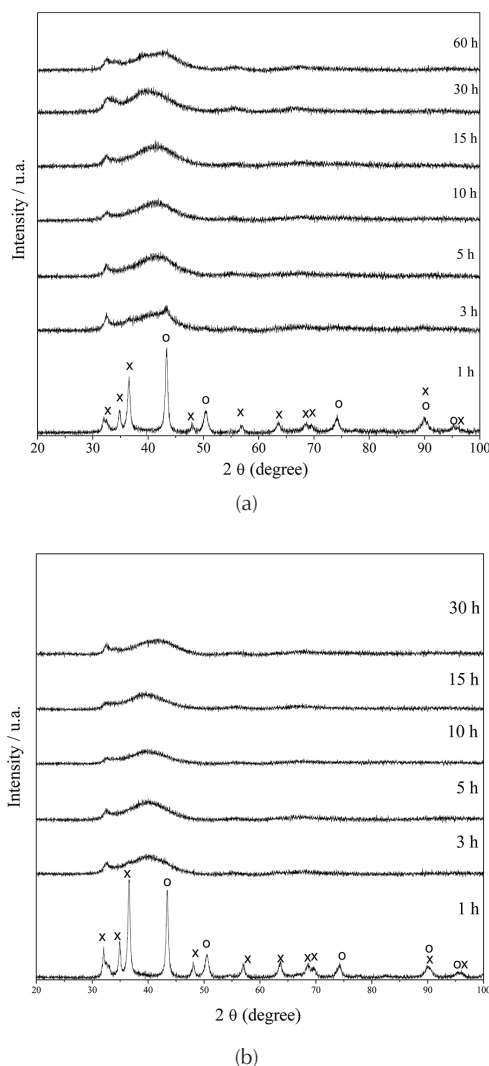 60 h
30 h
15 h
10 h
5 h
3 h
1 h
x x x o x o x x x x o x o o x
20 30 40 50 60 70 80 90 100
2 θ (degree)
Intensity / u.a.
(a)
30 h
15 h
10 h
5 h
3 h
1 h
x x x o x o x x x x o o x o x
20 30 40 50 60 70 80 90 100
2 θ (degree)
Intensity / u.a.
(b)